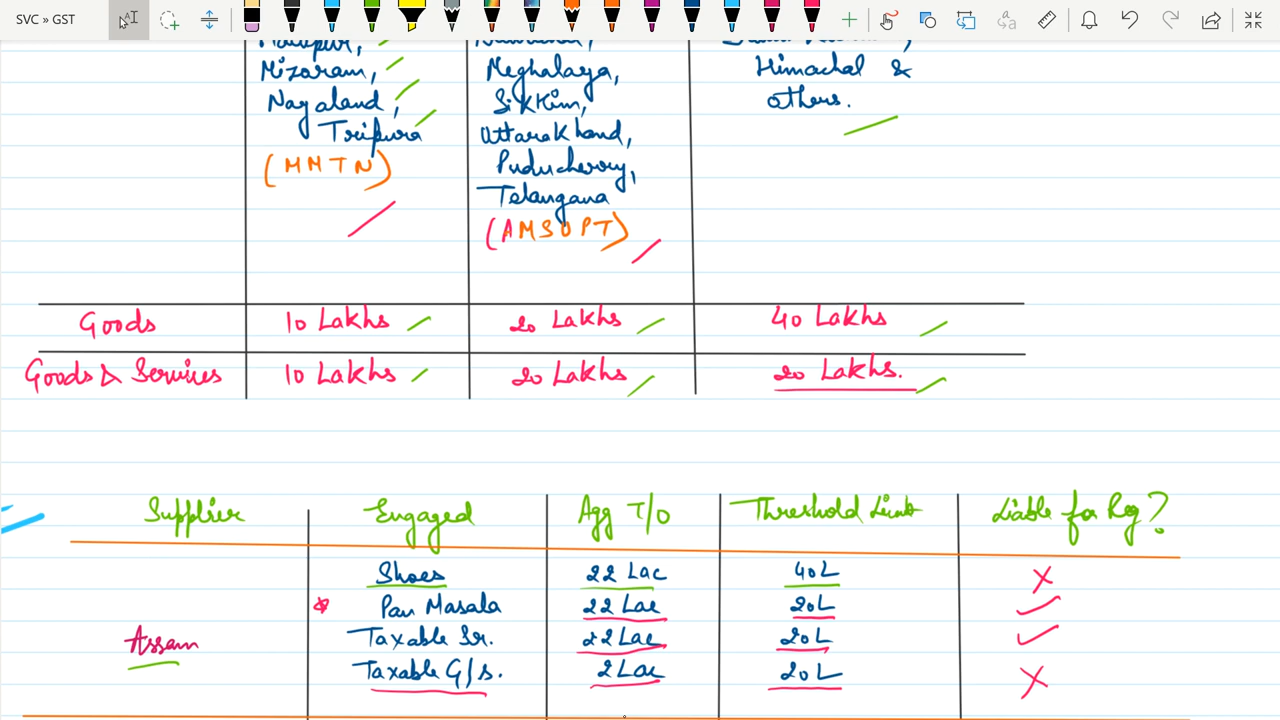 SVC » GST
Mizoram,
Nagaland,
Tripura
(MMTN)
Meghalaya,
Sikkim,
Uttarakhand,
Puducherry,
Telangana
(AMSUPT)
Himachal &
others.
Goods 10 Lakhs 20 Lakhs 40 Lakhs
Goods & Services 10 Lakhs 20 Lakhs 20 Lakhs.
Supplier Engaged Agg T/O Threshold Limit Liable for Reg?
Shoes 22 Lac 40L X
* Pan Masala 22 Lac 20L ✓
Assam Taxable Sr. 22 Lac 20L ✓
Taxable G/S. 2 Lac 20L X